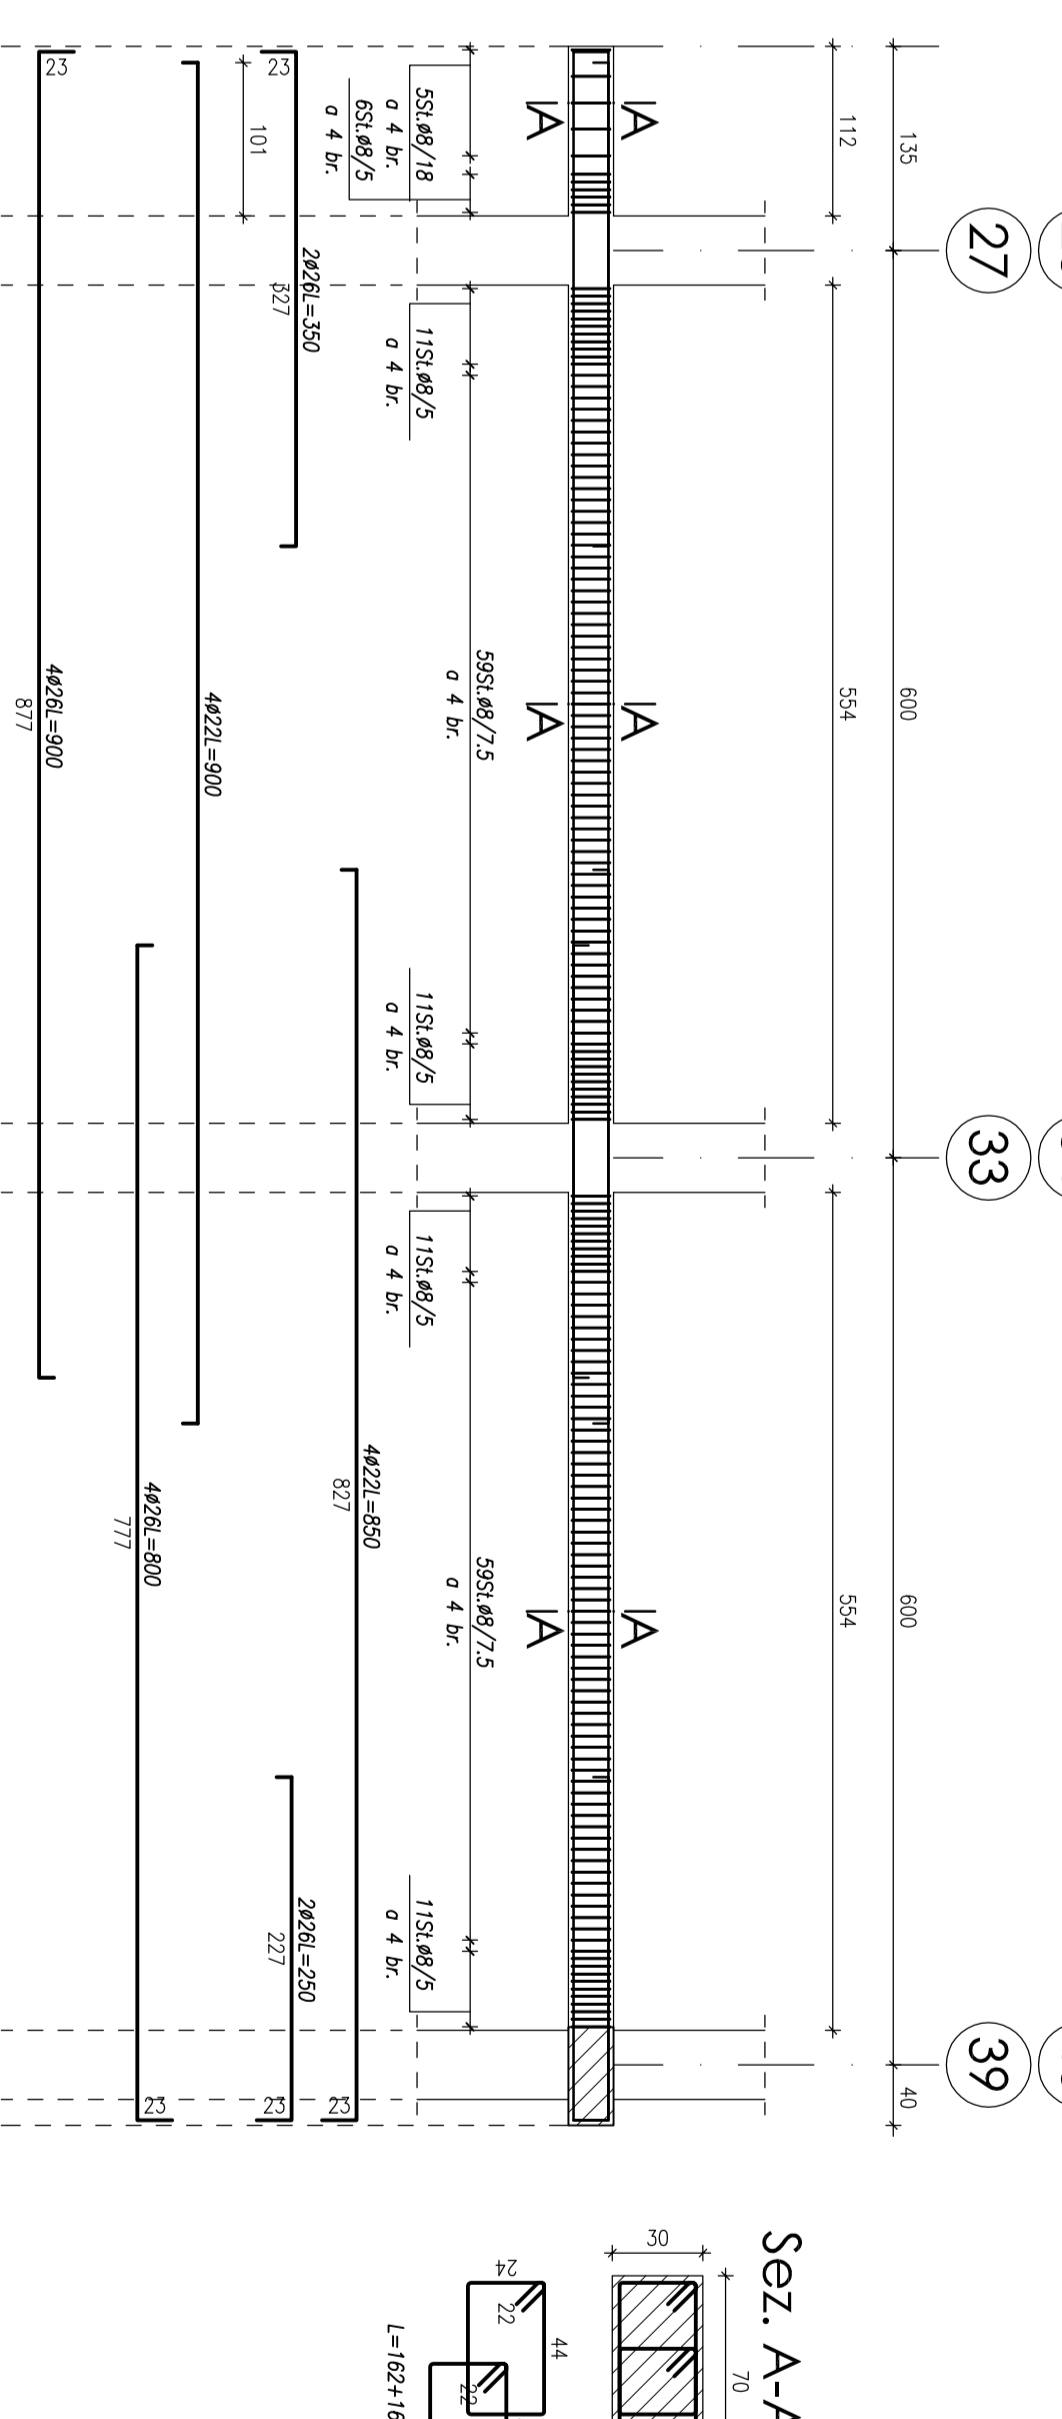 27
33
39
135
600
600
40
112
554
554
A
A
A
A
A
A
5St.ø8/18
a 4 br.
6St.ø8/5
a 4 br.
11St.ø8/5
a 4 br.
59St.ø8/7.5
a 4 br.
11St.ø8/5
a 4 br.
11St.ø8/5
a 4 br.
59St.ø8/7.5
a 4 br.
11St.ø8/5
a 4 br.
4ø22L=850
827
23
2ø26L=350
327
23
2ø26L=250
227
23
101
4ø22L=900
4ø26L=800
777
23
4ø26L=900
877
23
Sez. A-A
70
30
44
24
22
22
L=162+16